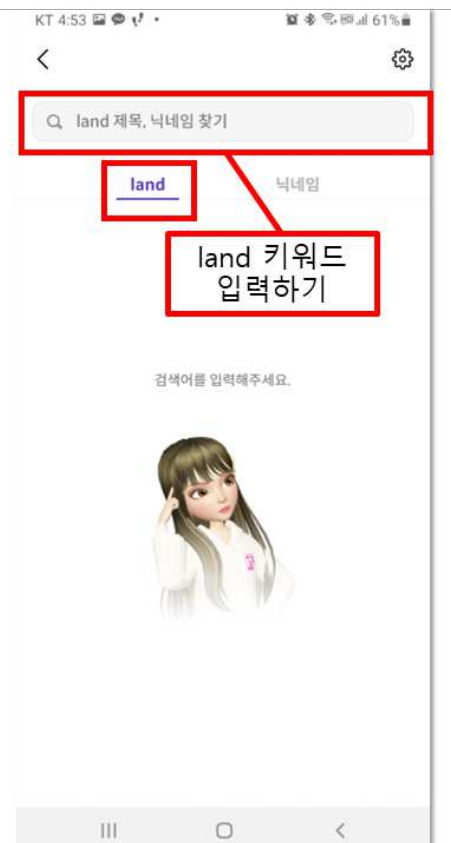 KT 4:53
61%
land 제목, 닉네임 찾기
land
닉네임
land 키워드
입력하기
검색어를 입력해주세요.